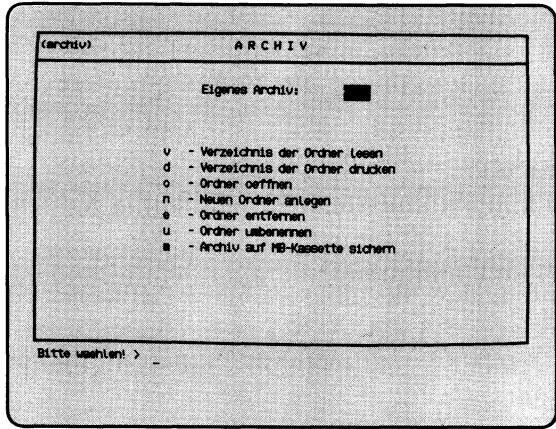 (archiv) ARCHIV
Eigenes Archiv:
v - Verzeichnis der Ordner lesen
d - Verzeichnis der Ordner drucken
o - Ordner oeffnen
n - Neuen Ordner anlegen
e - Ordner entfernen
u - Ordner umbenennen
m - Archiv auf MB-Kassette sichern
Bitte waehlen! > _